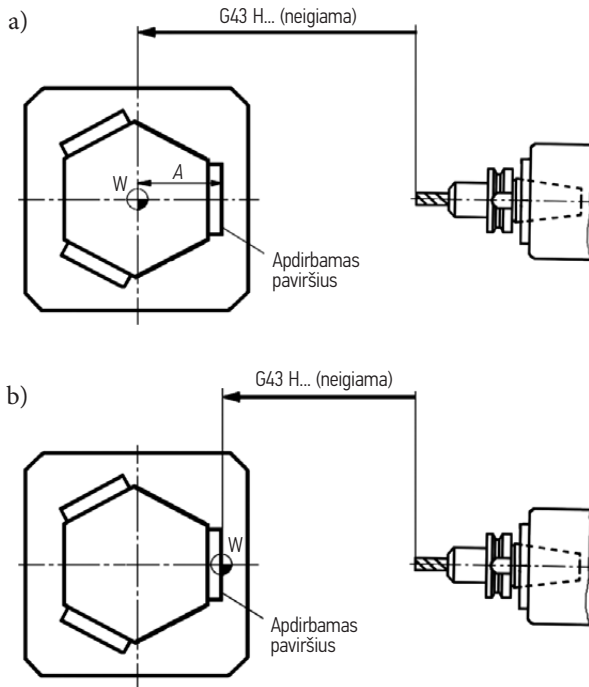 a)
G43 H... (neigiama)
W
A
Apdirbamas
paviršius
b)
G43 H... (neigiama)
W
Apdirbamas
paviršius